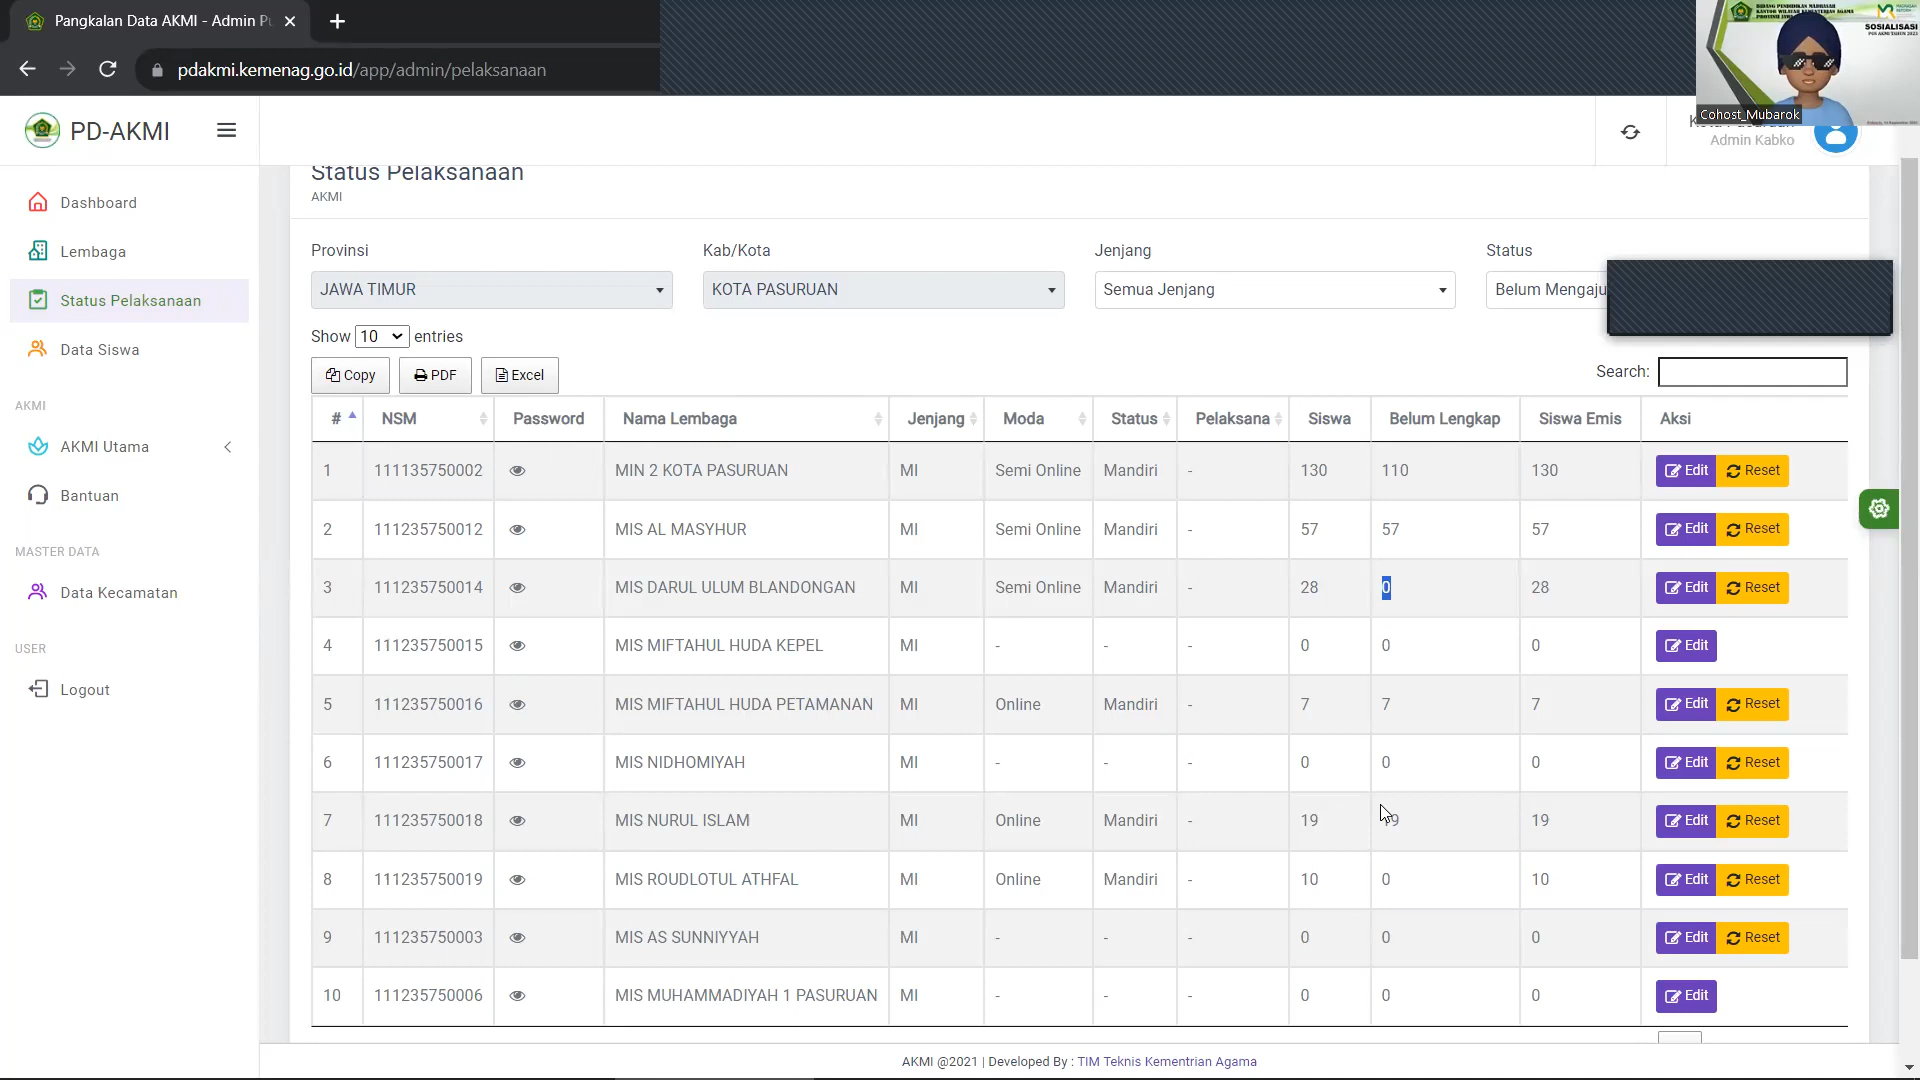 Pangkalan Data AKMI - Admin
pdakmi.kemenag.go.id/app/admin/pelaksanaan
BIDANG PENDIDIKAN MADRASAH
KANTOR WILAYAH KEMENTERIAN AGAMA
SOSIALISASI
Cohost_Mubarok
PD-AKMI
Admin Kabko
Dashboard
Lembaga
Status Pelaksanaan
Data Siswa
AKMI
AKMI Utama
Bantuan
MASTER DATA
Data Kecamatan
USER
Logout
Status Pelaksanaan
AKMI
Provinsi Kab/Kota Jenjang Status
JAWA TIMUR KOTA PASURUAN Semua Jenjang Belum Mengaju
Show 10 entries
Copy PDF Excel Search:
# NSM Password Nama Lembaga Jenjang Moda Status Pelaksana Siswa Belum Lengkap Siswa Emis Aksi
1 111135750002 MIN 2 KOTA PASURUAN MI Semi Online Mandiri - 130 110 130 Edit Reset
2 111235750012 MIS AL MASYHUR MI Semi Online Mandiri - 57 57 57 Edit Reset
3 111235750014 MIS DARUL ULUM BLANDONGAN MI Semi Online Mandiri - 28 0 28 Edit Reset
4 111235750015 MIS MIFTAHUL HUDA KEPEL MI - - - 0 0 0 Edit
5 111235750016 MIS MIFTAHUL HUDA PETAMANAN MI Online Mandiri - 7 7 7 Edit Reset
6 111235750017 MIS NIDHOMIYAH MI - - - 0 0 0 Edit Reset
7 111235750018 MIS NURUL ISLAM MI Online Mandiri - 19 19 Edit Reset
8 111235750019 MIS ROUDLOTUL ATHFAL MI Online Mandiri - 10 0 10 Edit Reset
9 111235750003 MIS AS SUNNIYYAH MI - - - 0 0 0 Edit Reset
10 111235750006 MIS MUHAMMADIYAH 1 PASURUAN MI - - - 0 0 0 Edit
AKMI @2021 | Developed By : TIM Teknis Kementrian Agama